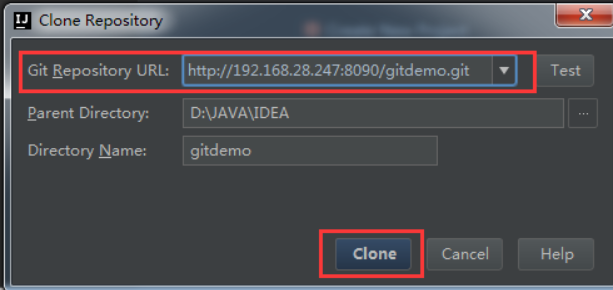 IJ Clone Repository
Git Repository URL: http://192.168.28.247:8090/gitdemo.git Test
Parent Directory: D:\JAVA\IDEA ...
Directory Name: gitdemo
Clone Cancel Help